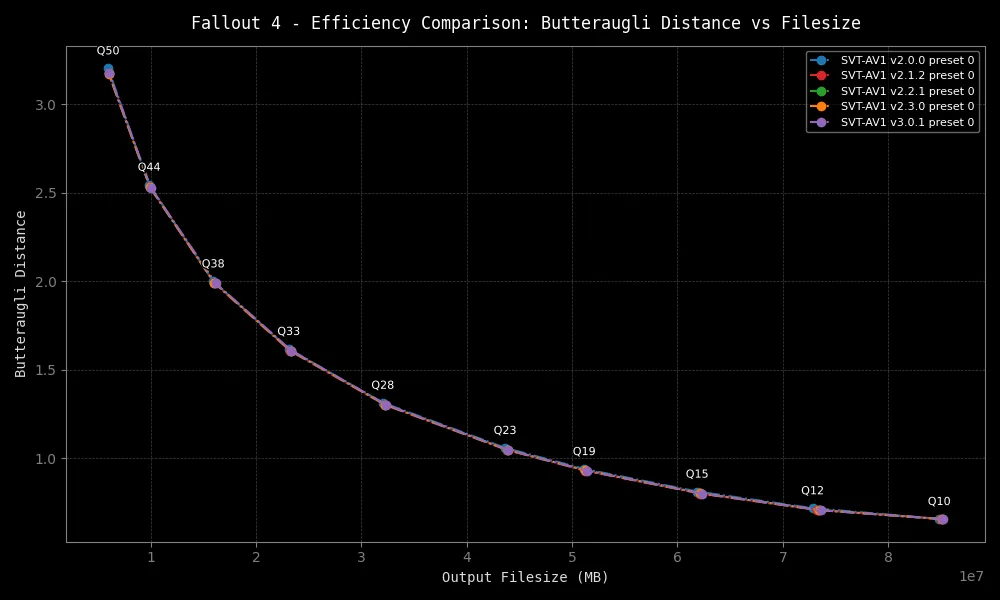 Fallout 4 - Efficiency Comparison: Butteraugli Distance vs Filesize
SVT-AV1 v2.0.0 preset 0
SVT-AV1 v2.1.2 preset 0
SVT-AV1 v2.2.1 preset 0
SVT-AV1 v2.3.0 preset 0
SVT-AV1 v3.0.1 preset 0
Q50
Q44
Q38
Q33
Q28
Q23
Q19
Q15
Q12
Q10
Butteraugli Distance
3.0
2.5
2.0
1.5
1.0
1 2 3 4 5 6 7 8
1e7
Output Filesize (MB)